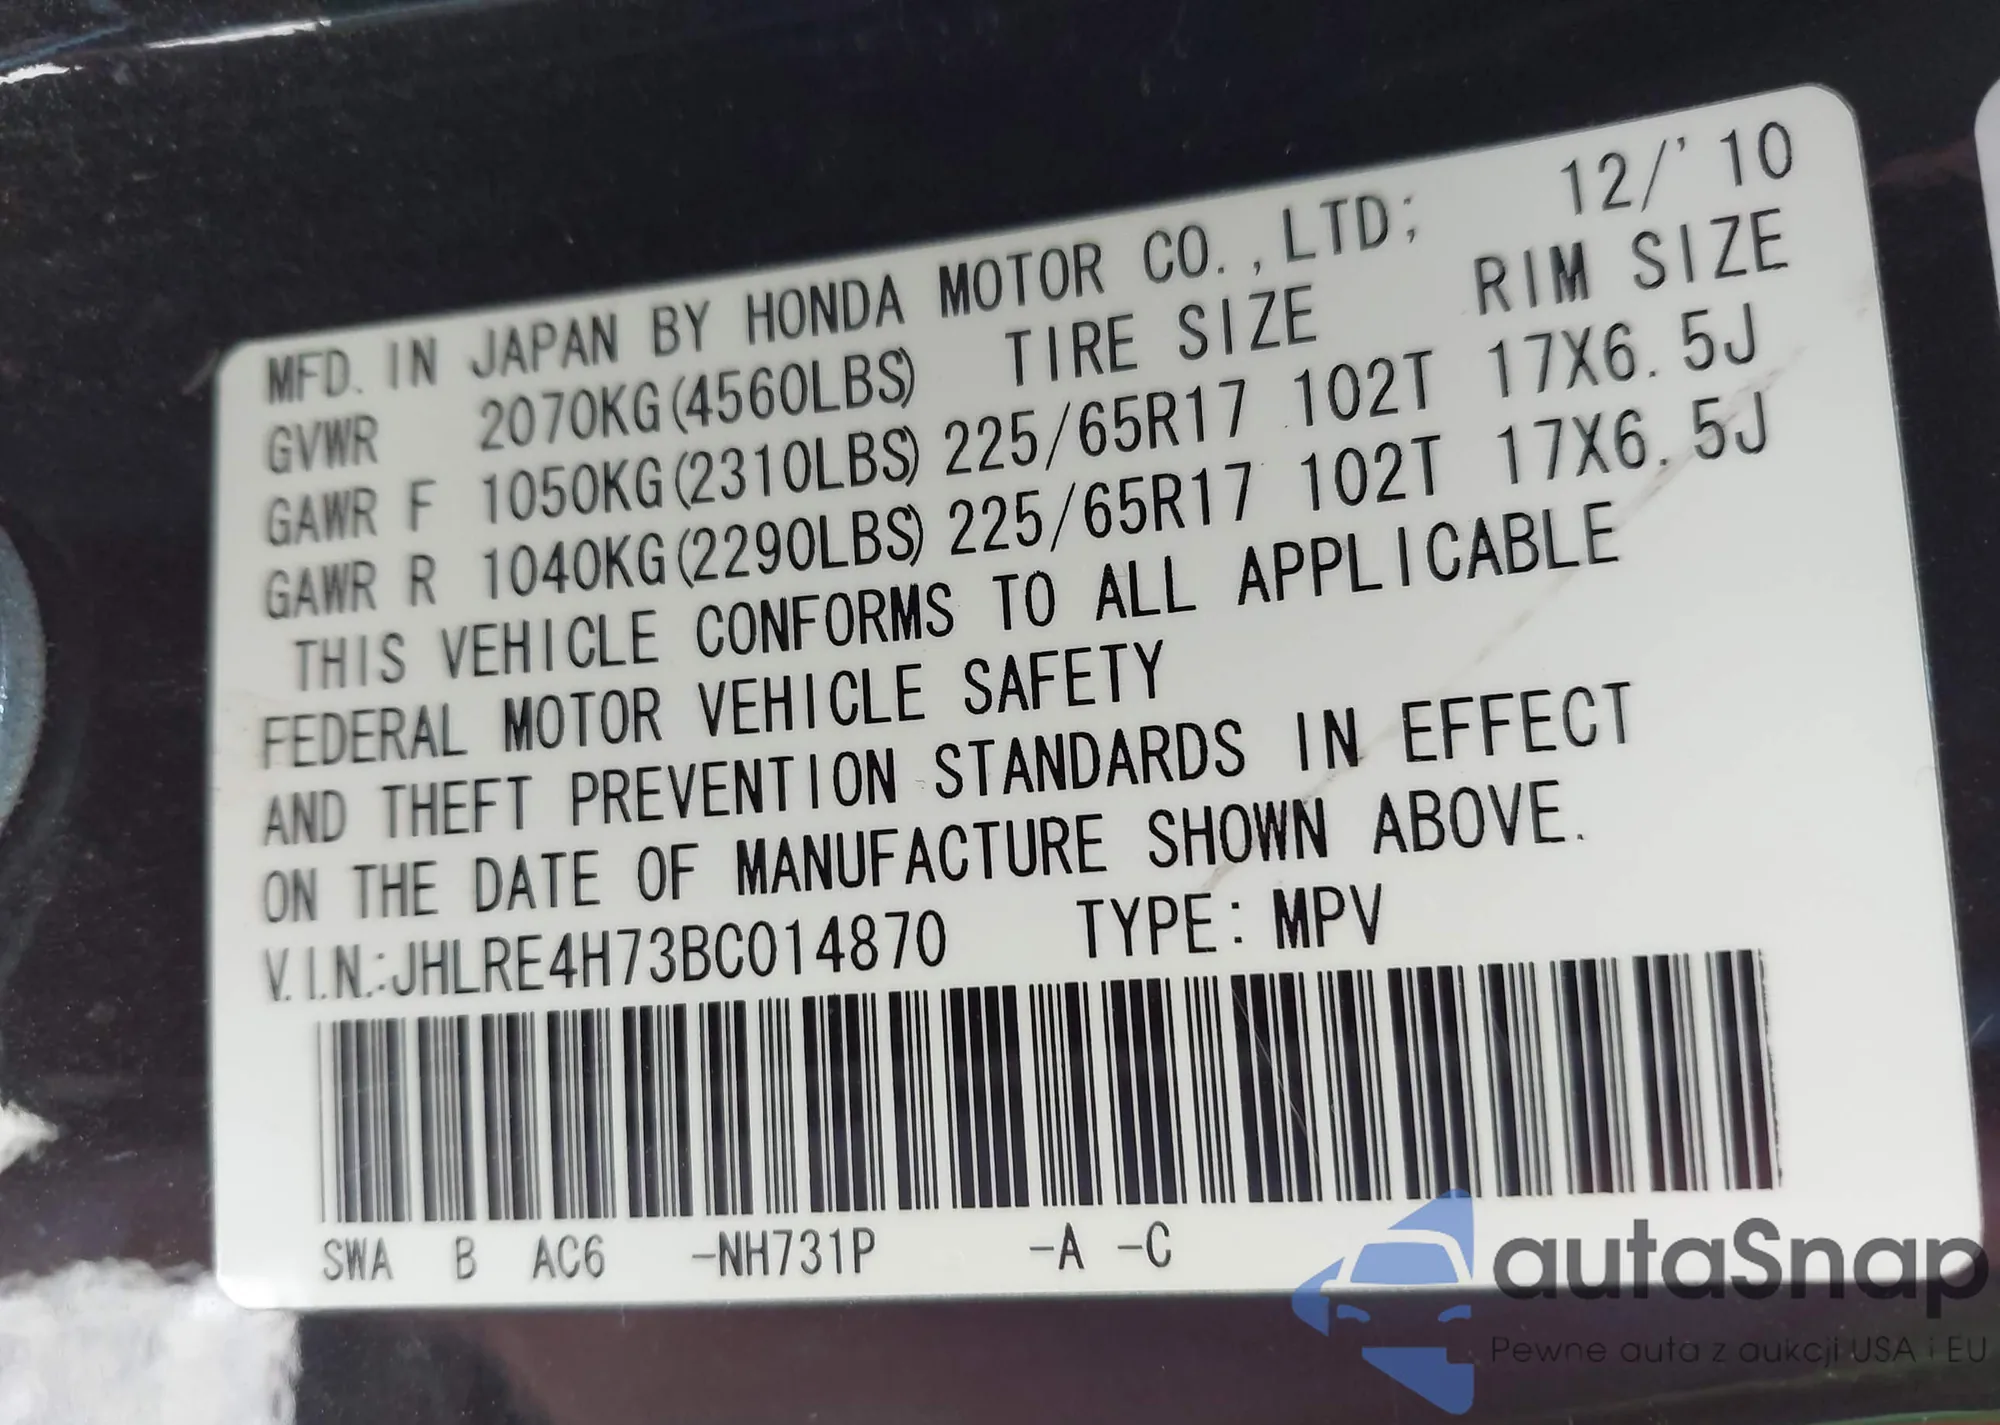 MFD. IN JAPAN BY HONDA MOTOR CO.,LTD; 12/'10
GVWR 2070KG(4560LBS) TIRE SIZE RIM SIZE
GAWR F 1050KG(2310LBS) 225/65R17 102T 17X6.5J
GAWR R 1040KG(2290LBS) 225/65R17 102T 17X6.5J
THIS VEHICLE CONFORMS TO ALL APPLICABLE
FEDERAL MOTOR VEHICLE SAFETY
AND THEFT PREVENTION STANDARDS IN EFFECT
ON THE DATE OF MANUFACTURE SHOWN ABOVE.
V.I.N.:JHLRE4H73BC014870 TYPE: MPV
SWA B AC6 -NH731P -A -C
autaSnap
Pewne auta z aukcji USA i EU